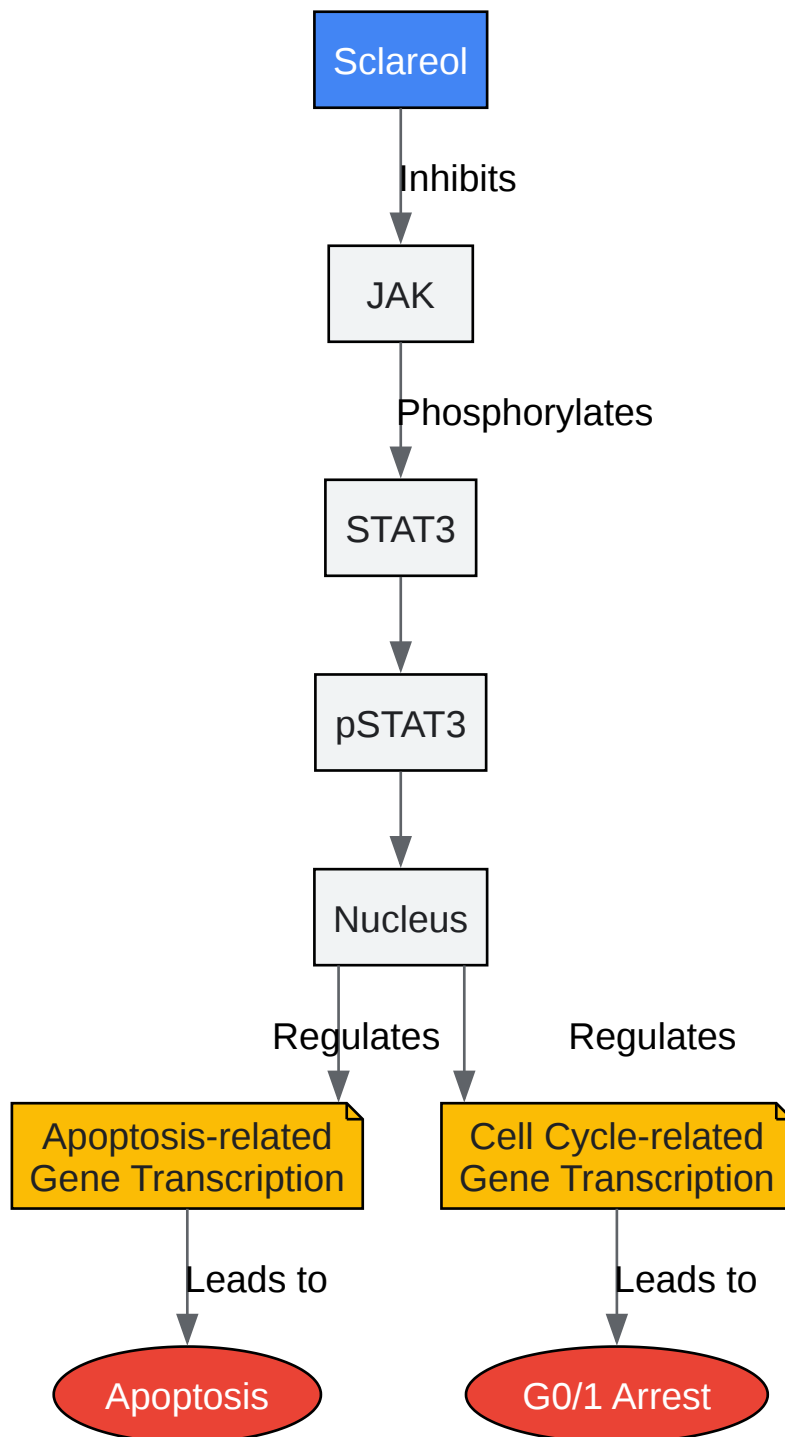 Sclareol
Inhibits
JAK
Phosphorylates
STAT3
pSTAT3
Nucleus
Regulates
Regulates
Apoptosis-related
Gene Transcription
Cell Cycle-related
Gene Transcription
Leads to
Leads to
Apoptosis
G0/1 Arrest